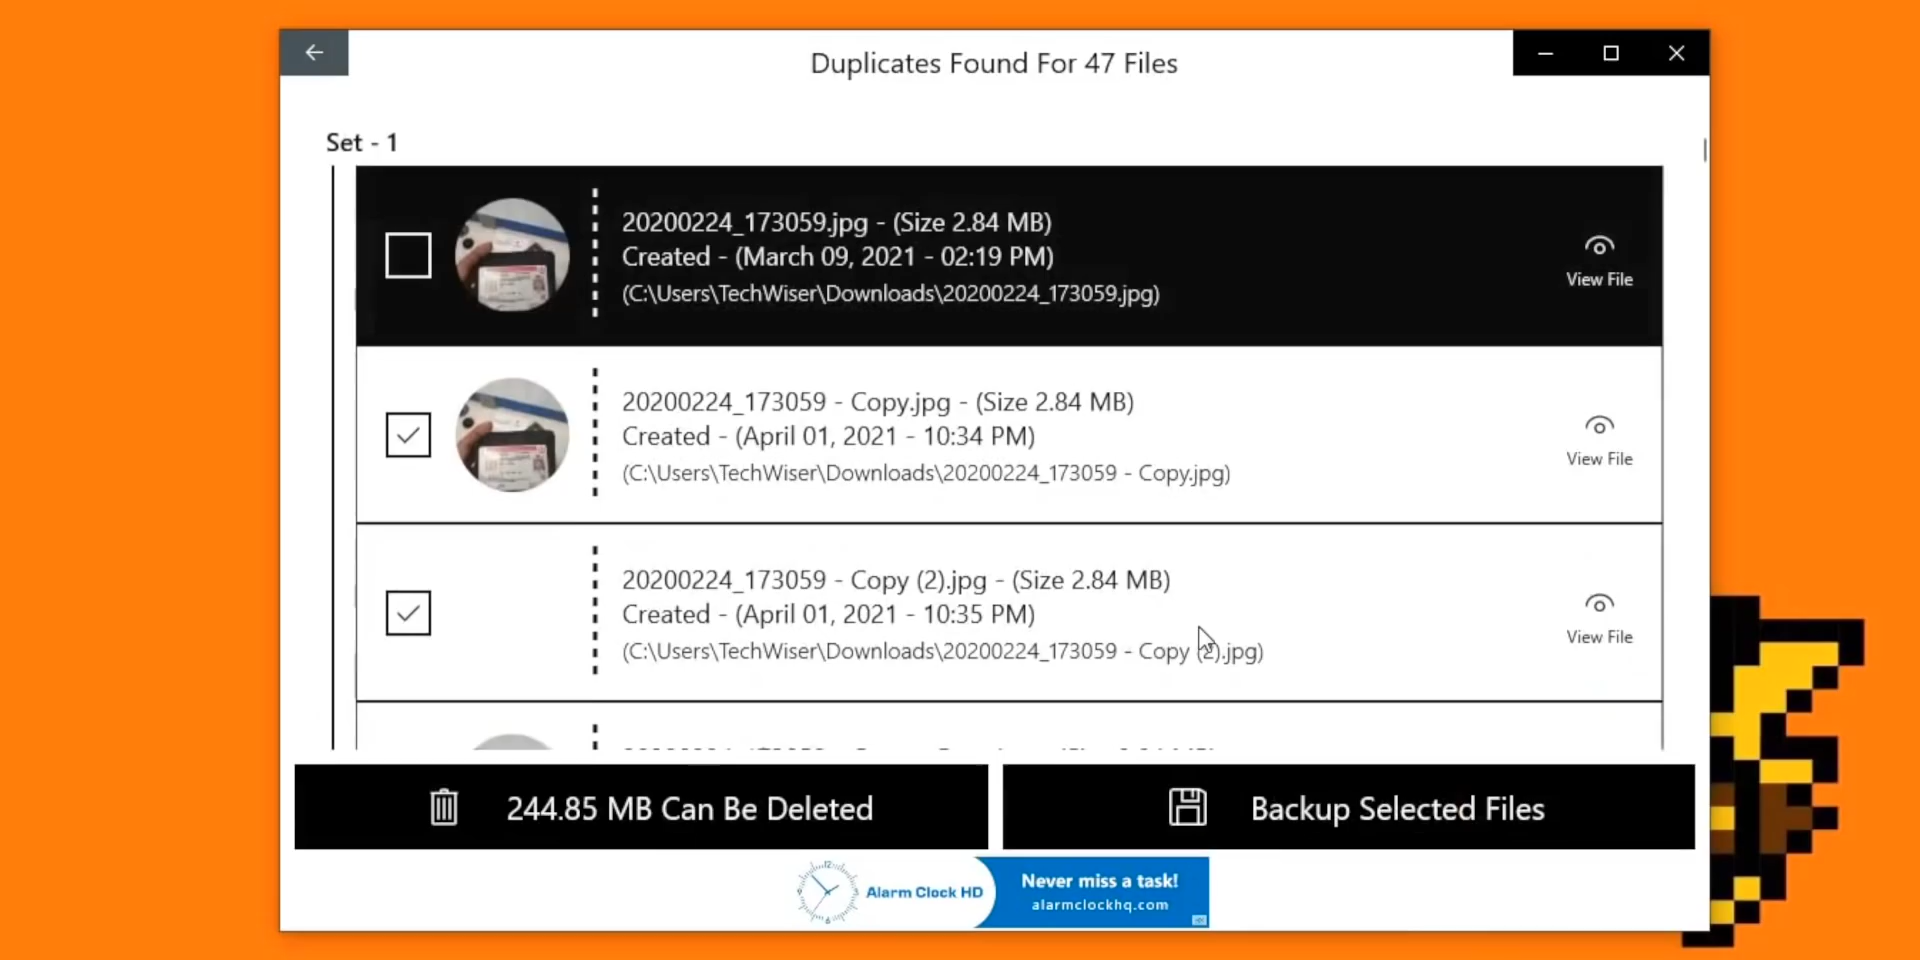 Duplicates Found For 47 Files
Set - 1
20200224_173059.jpg - (Size 2.84 MB)
Created - (March 09, 2021 - 02:19 PM)
(C:\Users\TechWiser\Downloads\20200224_173059.jpg)
View File
20200224_173059 - Copy.jpg - (Size 2.84 MB)
Created - (April 01, 2021 - 10:34 PM)
(C:\Users\TechWiser\Downloads\20200224_173059 - Copy.jpg)
View File
20200224_173059 - Copy (2).jpg - (Size 2.84 MB)
Created - (April 01, 2021 - 10:35 PM)
(C:\Users\TechWiser\Downloads\20200224_173059 - Copy (2).jpg)
View File
244.85 MB Can Be Deleted
Backup Selected Files
12
Alarm Clock HD
Never miss a task!
alarmclockhq.com